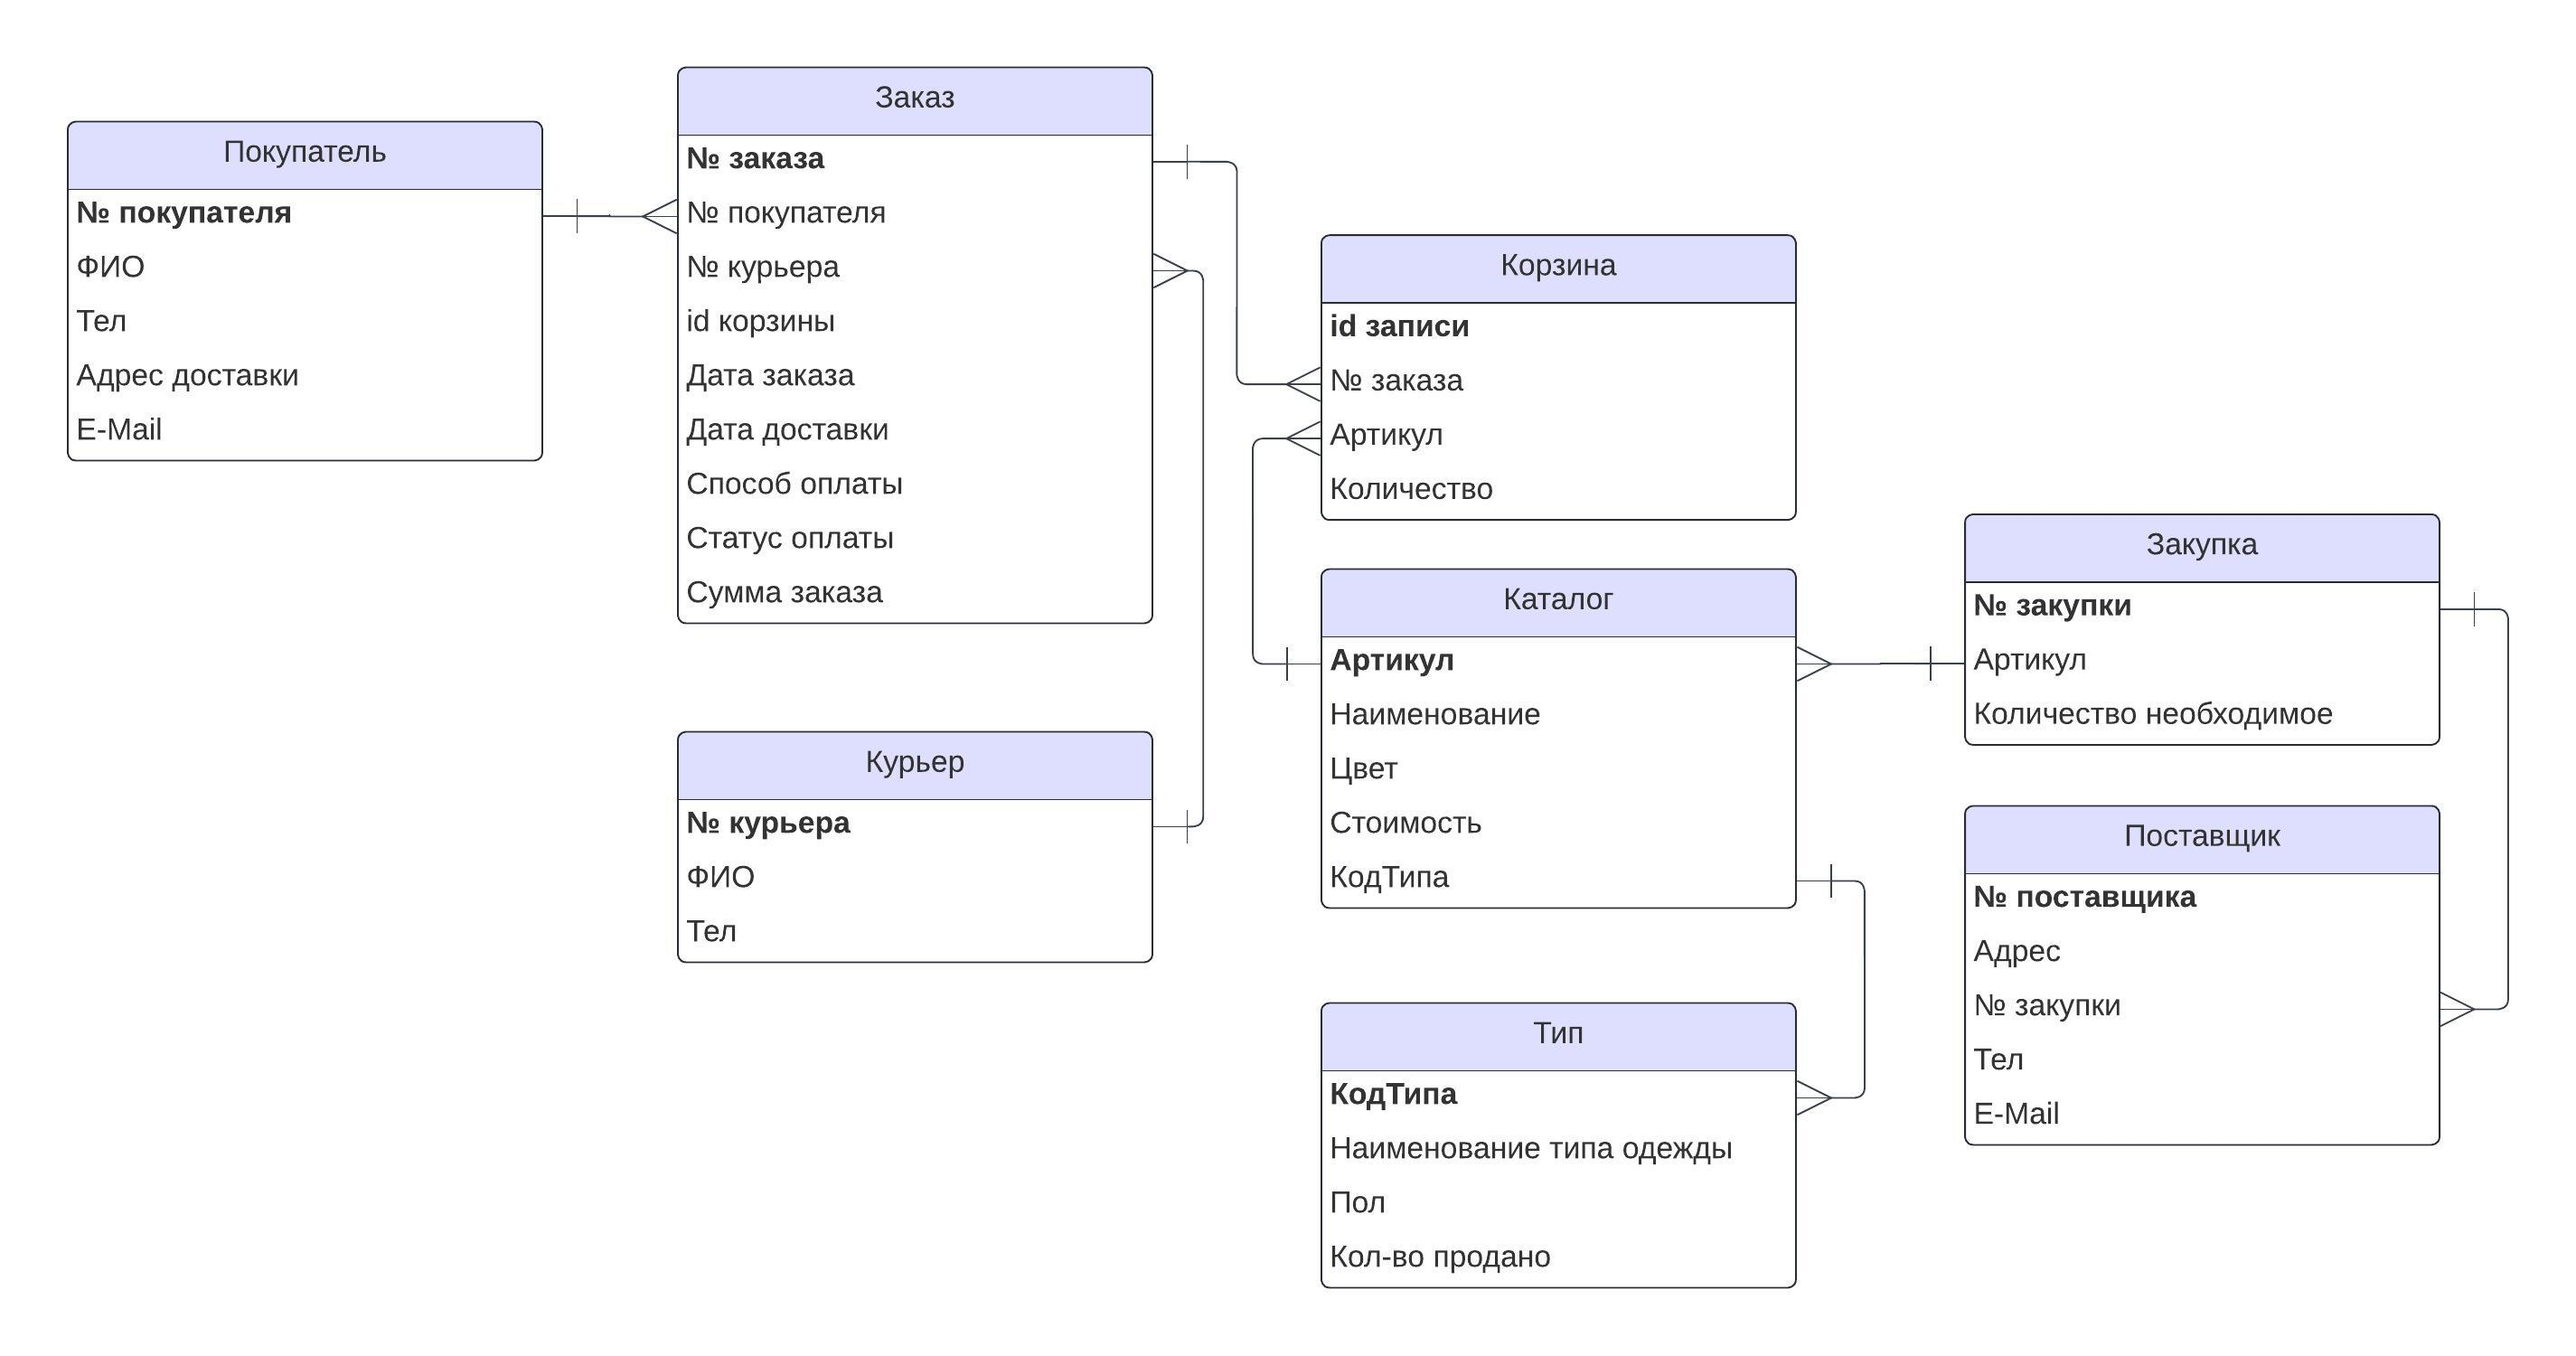 Покупатель
№ покупателя
ФИО
Тел
Адрес доставки
E-Mail
Заказ
№ заказа
№ покупателя
№ курьера
id корзины
Дата заказа
Дата доставки
Способ оплаты
Статус оплаты
Сумма заказа
Курьер
№ курьера
ФИО
Тел
Корзина
id записи
№ заказа
Артикул
Количество
Каталог
Артикул
Наименование
Цвет
Стоимость
КодТипа
Тип
КодТипа
Наименование типа одежды
Пол
Кол-во продано
Закупка
№ закупки
Артикул
Количество необходимое
Поставщик
№ поставщика
Адрес
№ закупки
Тел
E-Mail